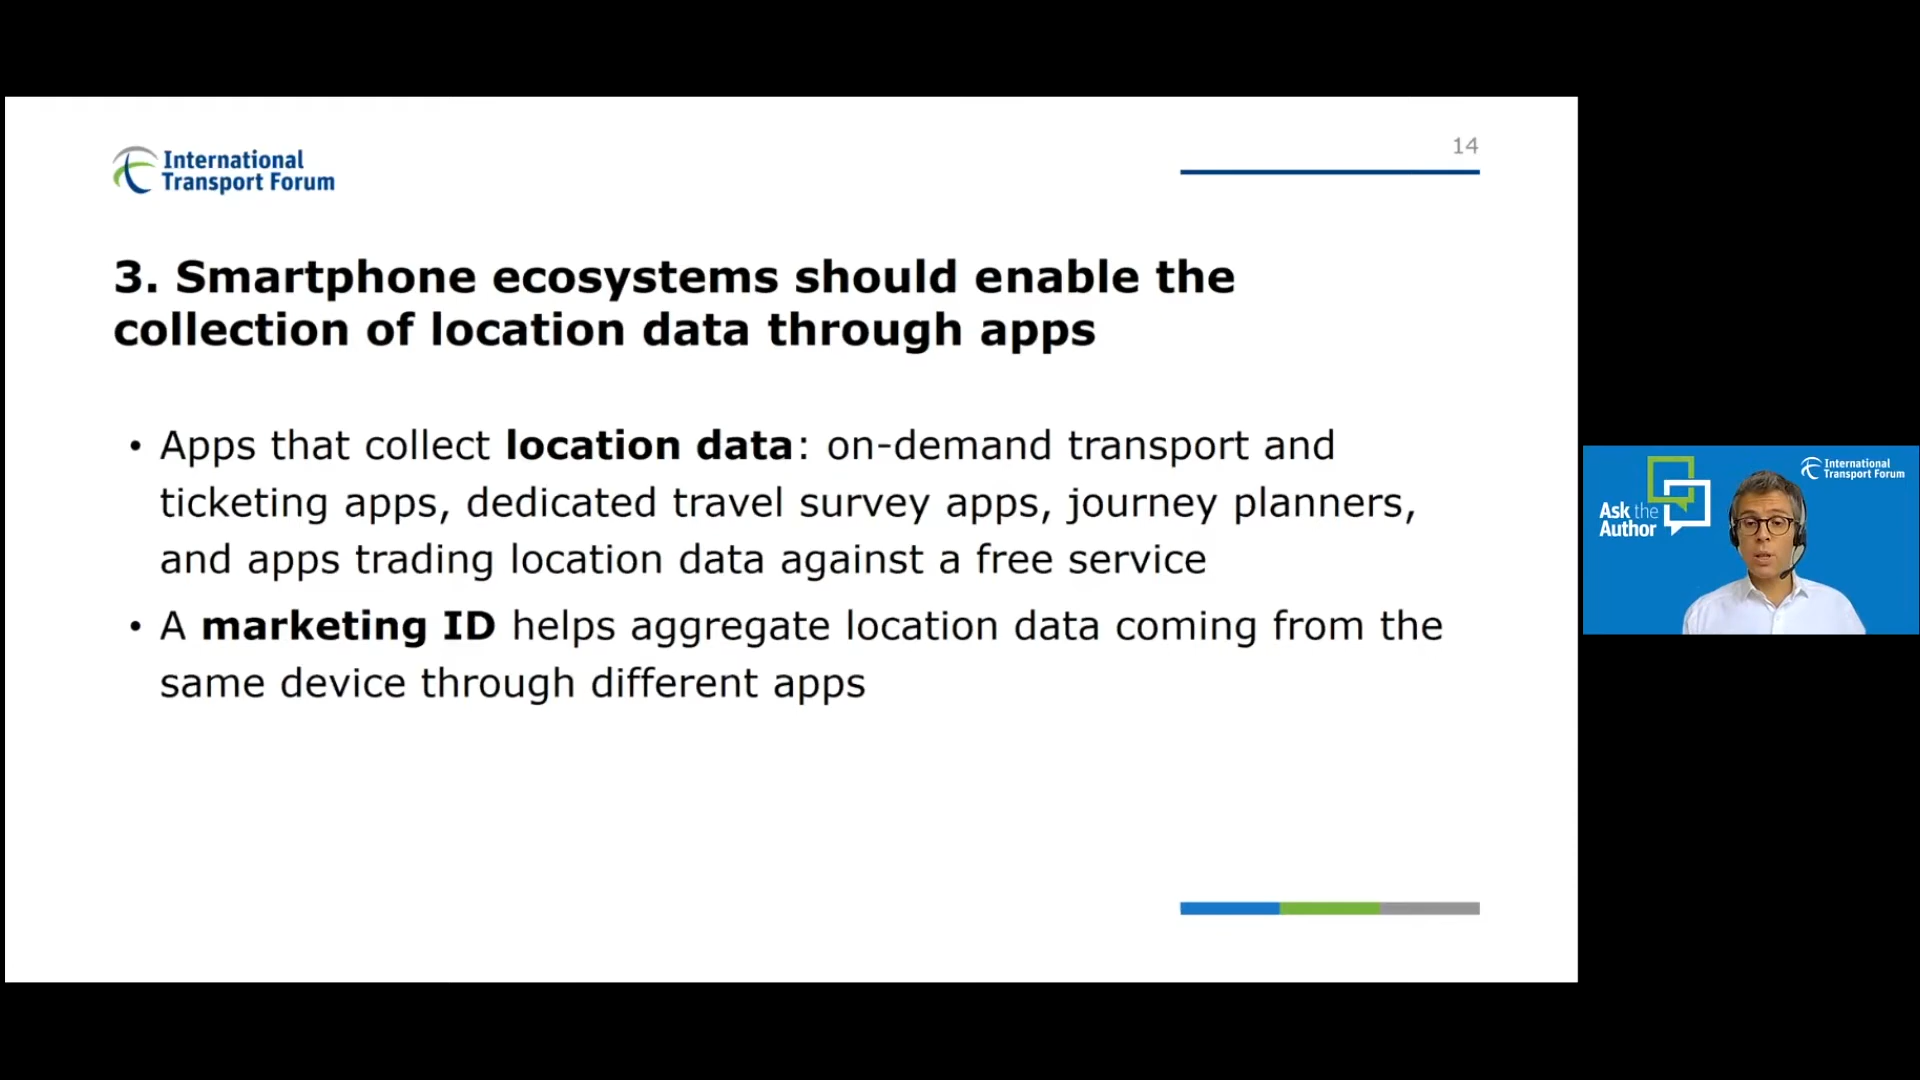 International
Transport Forum
14
3. Smartphone ecosystems should enable the
collection of location data through apps
• Apps that collect location data: on-demand transport and
ticketing apps, dedicated travel survey apps, journey planners,
and apps trading location data against a free service
• A marketing ID helps aggregate location data coming from the
same device through different apps
Ask the
Author
International
Transport Forum